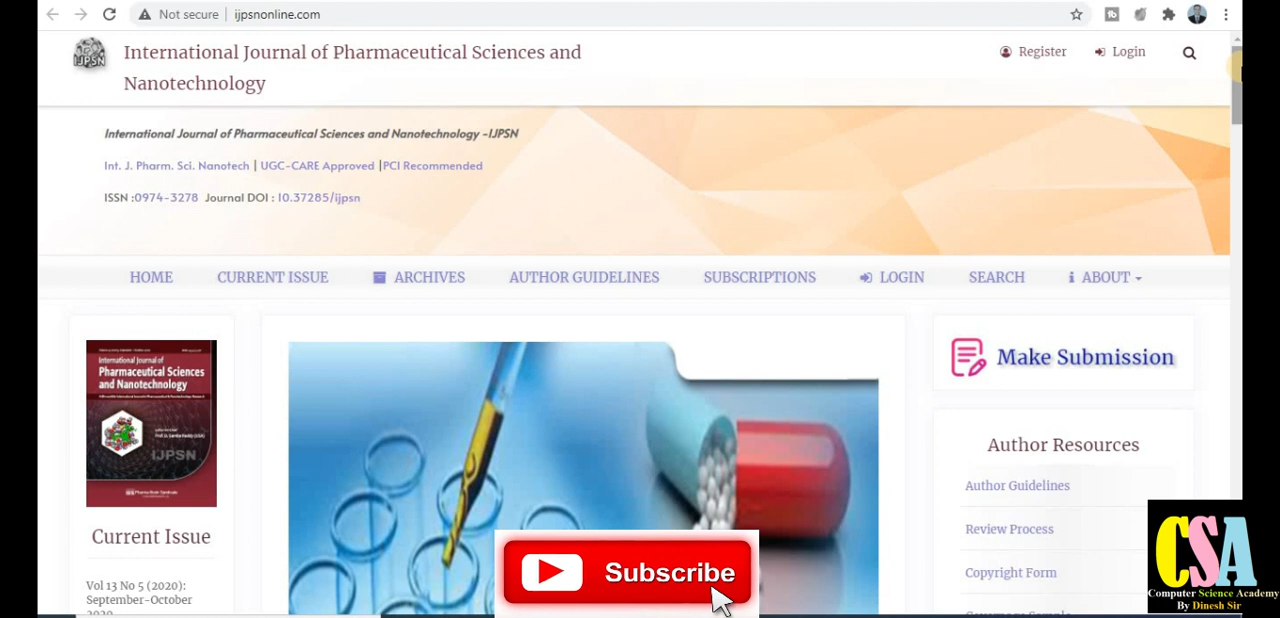 Not secure | ijpsnonline.com
International Journal of Pharmaceutical Sciences and
Nanotechnology
Register
Login
International Journal of Pharmaceutical Sciences and Nanotechnology -IJPSN
Int. J. Pharm. Sci. Nanotech | UGC-CARE Approved |PCI Recommended
ISSN :0974-3278 Journal DOI : 10.37285/ijpsn
HOME
CURRENT ISSUE
ARCHIVES
AUTHOR GUIDELINES
SUBSCRIPTIONS
LOGIN
SEARCH
ABOUT
International Journal of
Pharmaceutical Sciences
and Nanotechnology
IJPSN
Current Issue
Vol 13 No 5 (2020):
September-October
Make Submission
Author Resources
Author Guidelines
Review Process
Copyright Form
Subscribe
CSA
Computer Science Academy
By Dinesh Sir